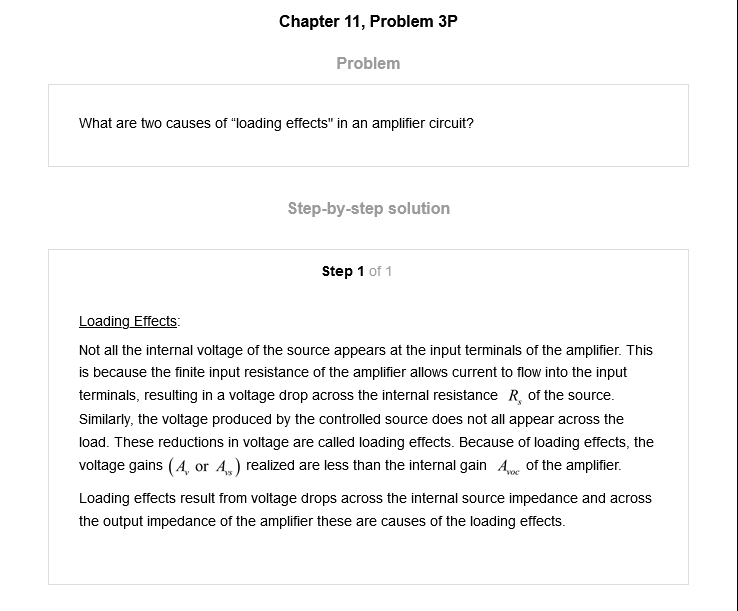 Chapter 11, Problem 3P
Problem
What are two causes of “loading effects" in an amplifier circuit?
Step-by-step solution
Step 1 of 1
Loading Effects:
Not all the internal voltage of the source appears at the input terminals of the amplifier. This
is because the finite input resistance of the amplifier allows current to flow into the input
terminals, resulting in a voltage drop across the internal resistance R_s of the source.
Similarly, the voltage produced by the controlled source does not all appear across the
load. These reductions in voltage are called loading effects. Because of loading effects, the
voltage gains (A_v or A_vs) realized are less than the internal gain A_voc of the amplifier.
Loading effects result from voltage drops across the internal source impedance and across
the output impedance of the amplifier these are causes of the loading effects.